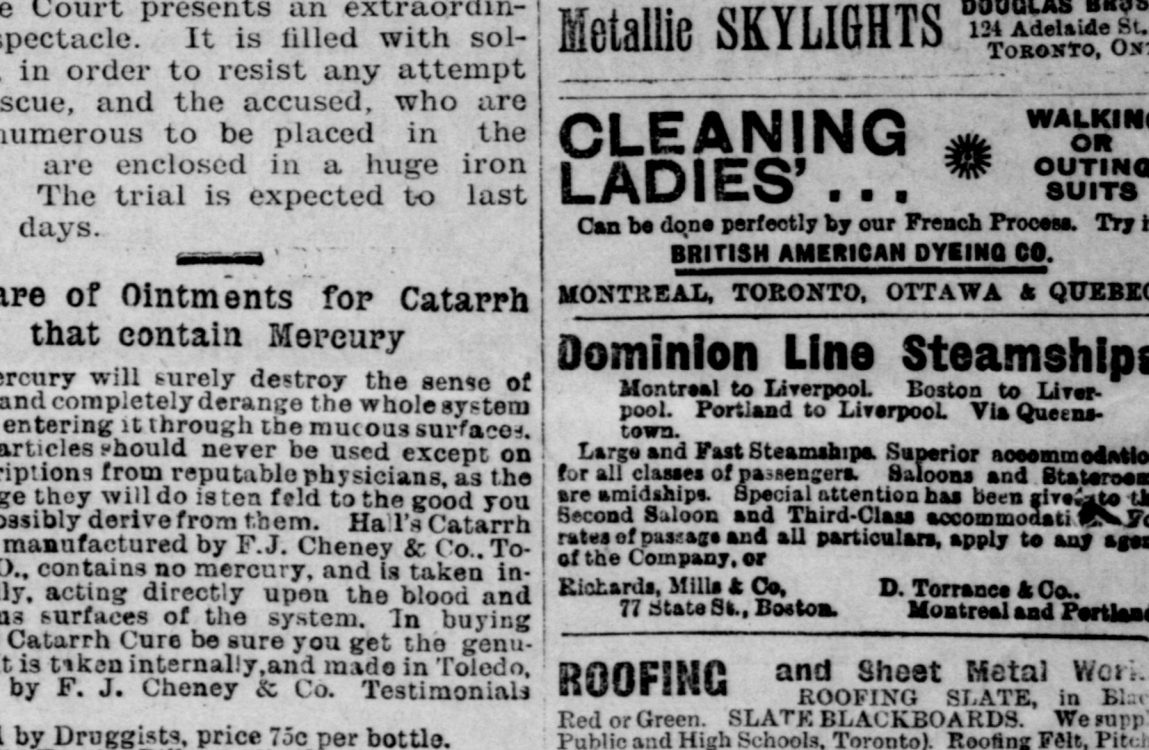 e Court presents an extraordin-
spectacle. It is filled with sol-
in order to resist any attempt
scue, and the accused, who are
numerous to be placed in the
are enclosed in a huge iron
The trial is expected to last
days.
are of Ointments for Catarrh
that contain Mercury
ercury will surely destroy the sense of
and completely derange the whole system
entering it through the mucous surfaces.
articles should never be used except on
riptions from reputable physicians, as the
ge they will do is ten fold to the good you
ossibly derive from them. Hall's Catarrh
manufactured by F.J. Cheney & Co., To-
O., contains no mercury, and is taken in-
ly, acting directly upon the blood and
us surfaces of the system. In buying
Catarrh Cure be sure you get the genu-
t is taken internally, and made in Toledo,
by F. J. Cheney & Co. Testimonials
by Druggists, price 75c per bottle.
Metallic SKYLIGHTS
DOUGLAS BROS
124 Adelaide St.
TORONTO, ONT
CLEANING
LADIES' ...
WALKING
OR
OUTING
SUITS
Can be done perfectly by our French Process. Try i
BRITISH AMERICAN DYEING CO.
MONTREAL, TORONTO, OTTAWA & QUEBEC
Dominion Line Steamships
Montreal to Liverpool. Boston to Liver-
pool. Portland to Liverpool. Via Queens-
town.
Large and Fast Steamships. Superior accommodatio
for all classes of passengers. Saloons and Stateroom
are amidships. Special attention has been given to th
Second Saloon and Third-Class accommodati Fo
rates of passage and all particulars, apply to any agen
of the Company, or
Richards, Mills & Co,
77 State St., Boston.
D. Torrance & Co..
Montreal and Portland
ROOFING and Sheet Metal Work.
ROOFING SLATE, in Blac
Red or Green. SLATE BLACKBOARDS. We supp
Public and High Schools, Toronto). Roofing Felt, Pitch